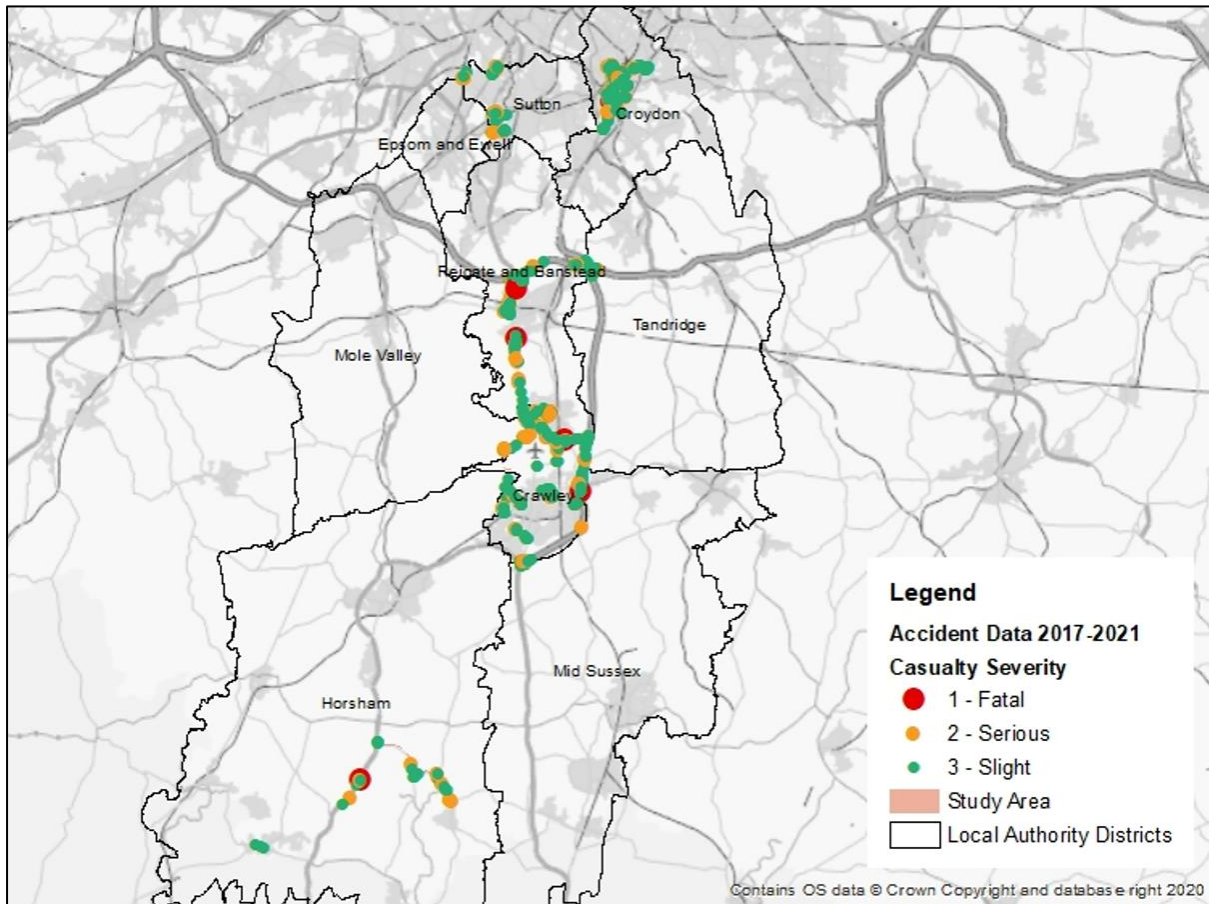 Sutton
Croydon
Epsom and Ewell
Reigate and Banstead
Tandridge
Mole Valley
Crawley
Mid Sussex
Horsham
Legend
Accident Data 2017-2021
Casualty Severity
1 - Fatal
2 - Serious
3 - Slight
Study Area
Local Authority Districts
Contains OS data © Crown Copyright and database right 2020